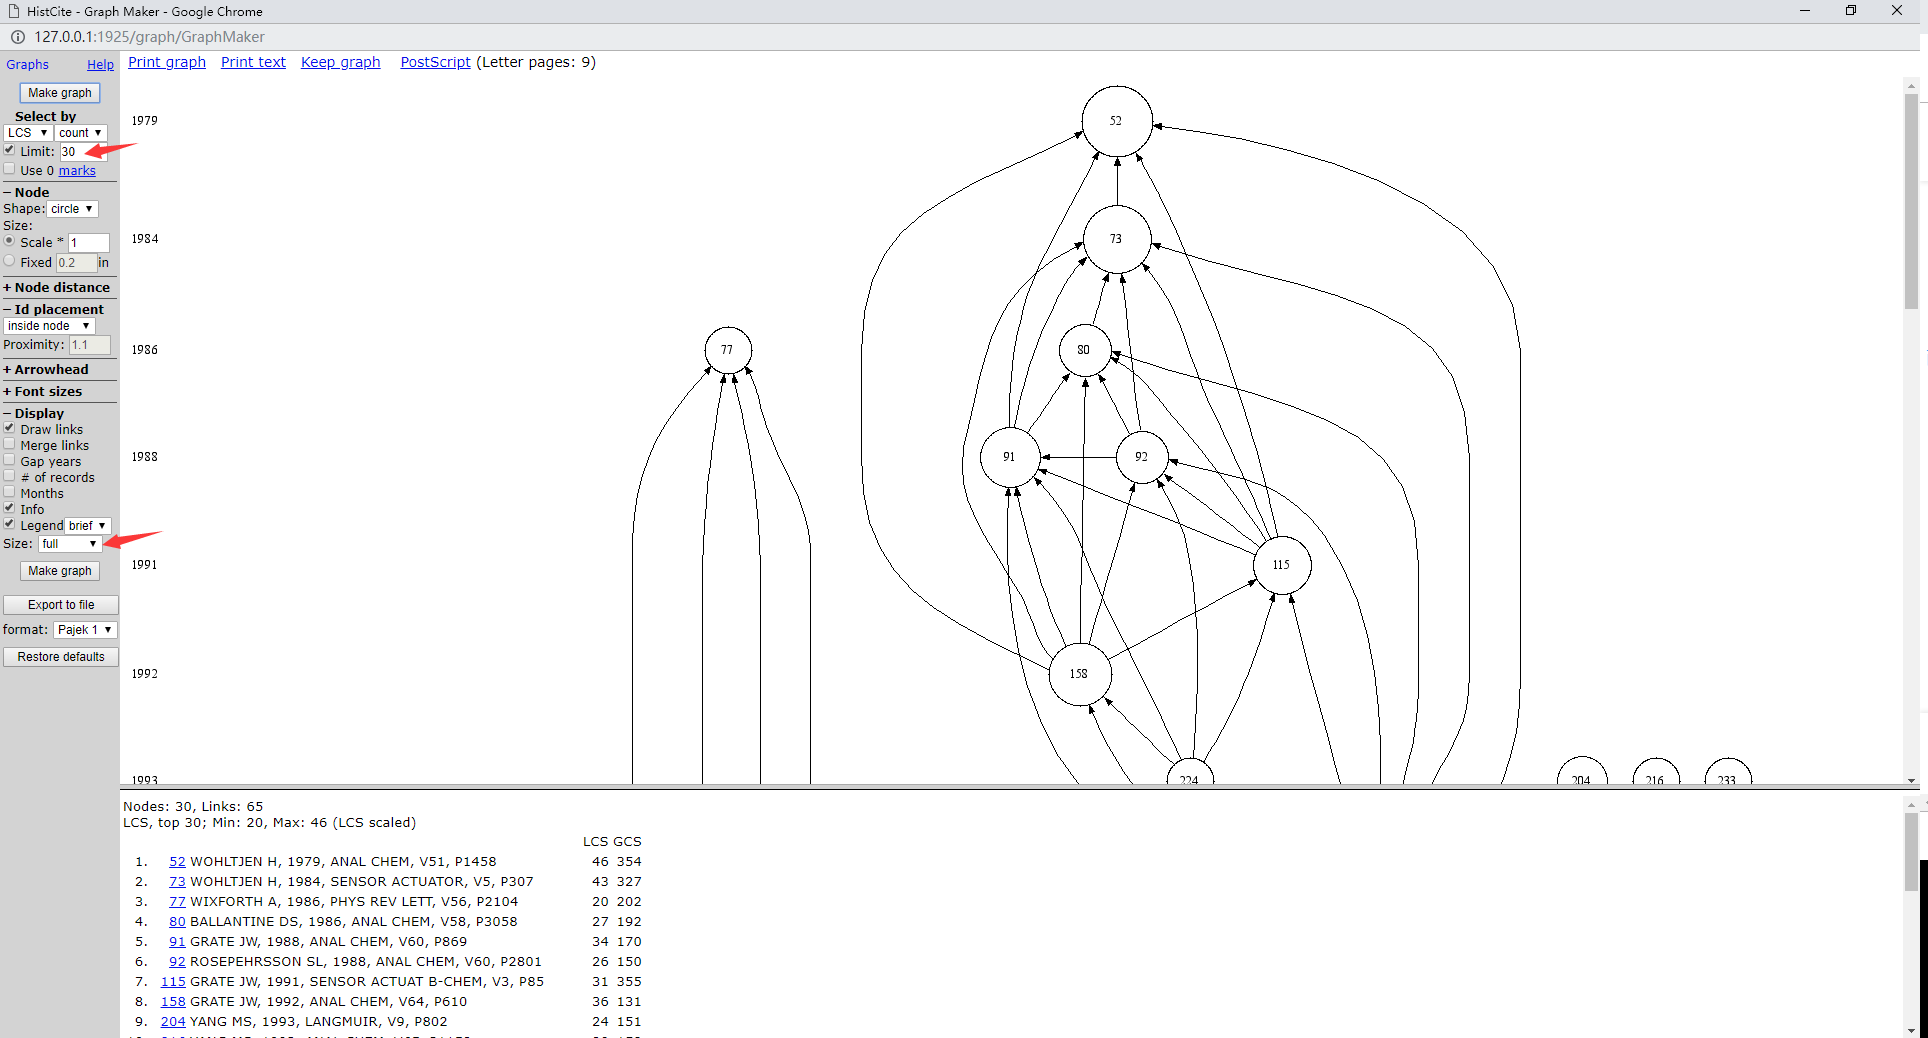 HistCite - Graph Maker - Google Chrome
127.0.0.1:1925/graph/GraphMaker
Graphs Help
Make graph
Select by
LCS count
Limit: 30
Use 0 marks
Node
Shape: circle
Size:
Scale * 1
Fixed 0.2 in
+ Node distance
Id placement
inside node
Proximity: 1.1
+ Arrowhead
+ Font sizes
Display
Draw links
Merge links
Gap years
# of records
Months
Info
Legend brief
Size: full
Make graph
Export to file
format: Pajek 1
Restore defaults
Print graph Print text Keep graph PostScript (Letter pages: 9)
1979 52
1984 73
1986 77 80
1988 91 92
1991 115
1992 158
1993 224 204 216 233
Nodes: 30, Links: 65
LCS, top 30; Min: 20, Max: 46 (LCS scaled)
LCS GCS
1. 52 WOHLTJEN H, 1979, ANAL CHEM, V51, P1458 46 354
2. 73 WOHLTJEN H, 1984, SENSOR ACTUATOR, V5, P307 43 327
3. 77 WIXFORTH A, 1986, PHYS REV LETT, V56, P2104 20 202
4. 80 BALLANTINE DS, 1986, ANAL CHEM, V58, P3058 27 192
5. 91 GRATE JW, 1988, ANAL CHEM, V60, P869 34 170
6. 92 ROSEPEHRSSON SL, 1988, ANAL CHEM, V60, P2801 26 150
7. 115 GRATE JW, 1991, SENSOR ACTUAT B-CHEM, V3, P85 31 355
8. 158 GRATE JW, 1992, ANAL CHEM, V64, P610 36 131
9. 204 YANG MS, 1993, LANGMUIR, V9, P802 24 151